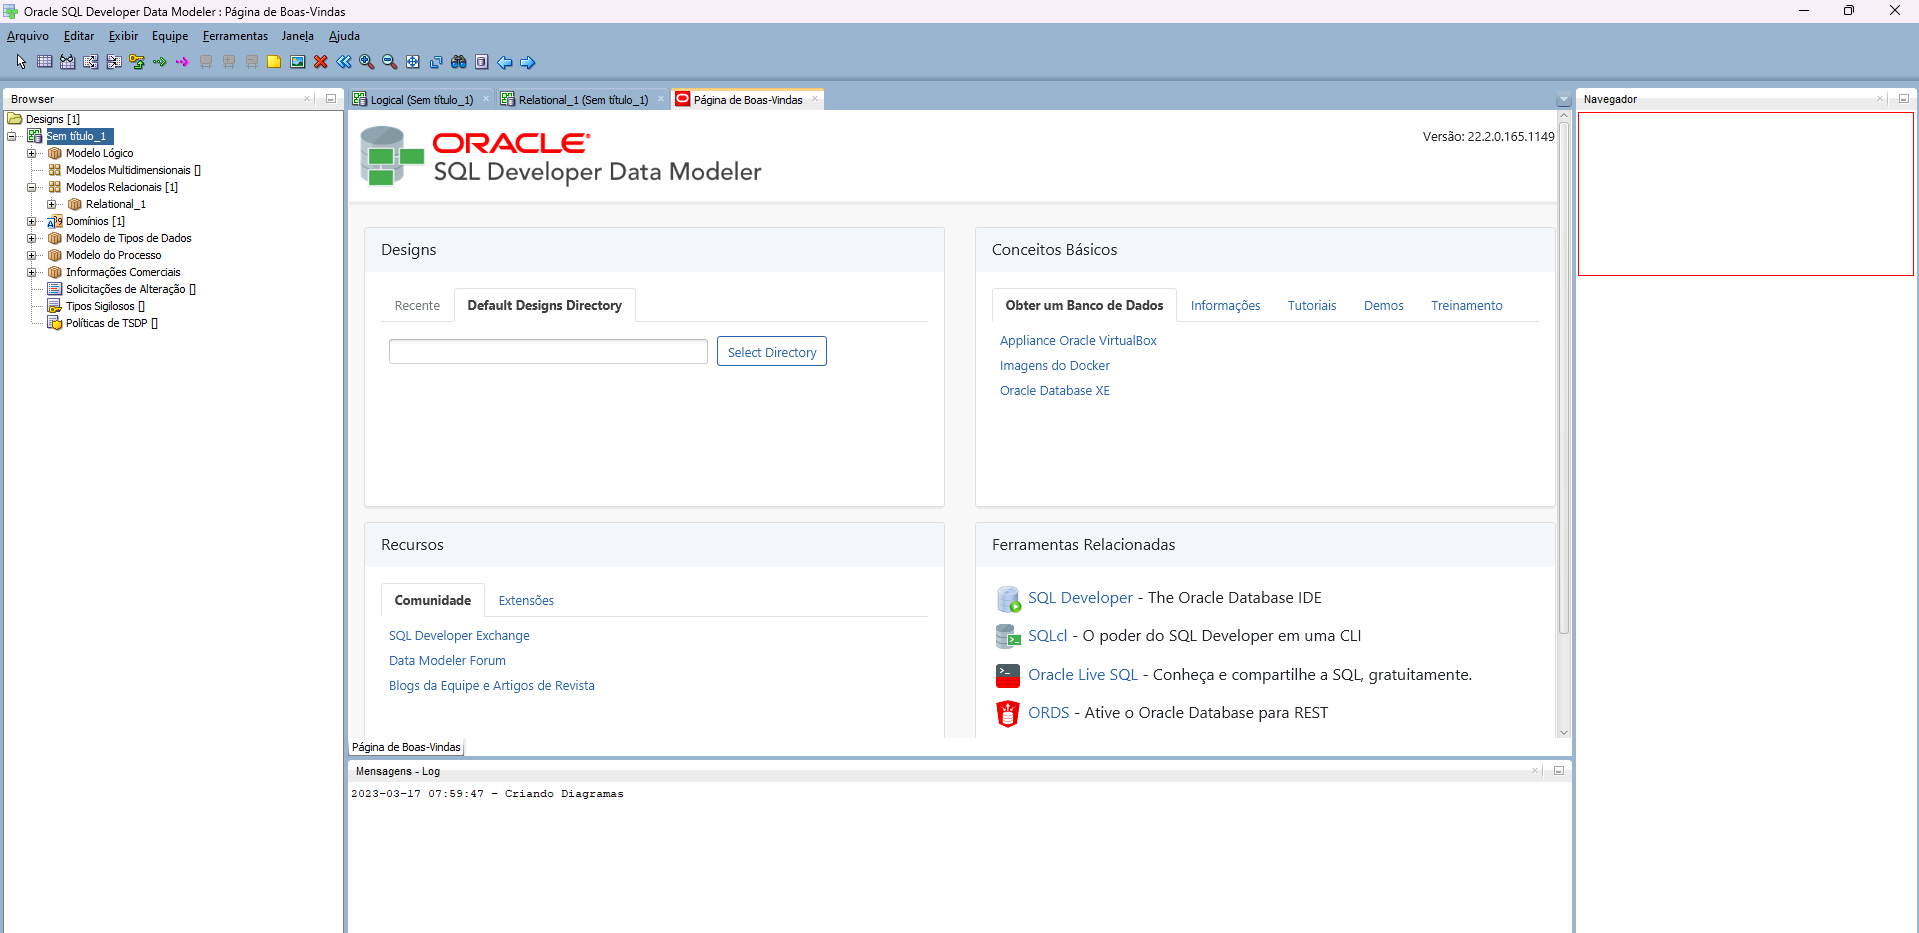 Oracle SQL Developer Data Modeler : Página de Boas-Vindas
Arquivo Editar Exibir Equipe Ferramentas Janela Ajuda
Browser
Designs [1]
Sem título_1
Modelo Lógico
Modelos Multidimensionais []
Modelos Relacionais [1]
Relational_1
Domínios [1]
Modelo de Tipos de Dados
Modelo do Processo
Informações Comerciais
Solicitações de Alteração []
Tipos Sigilosos []
Políticas de TSDP []
Logical (Sem título_1) Relational_1 (Sem título_1) Página de Boas-Vindas
ORACLE®
SQL Developer Data Modeler
Versão: 22.2.0.165.1149
Designs
Recente Default Designs Directory
Select Directory
Conceitos Básicos
Obter um Banco de Dados Informações Tutoriais Demos Treinamento
Appliance Oracle VirtualBox
Imagens do Docker
Oracle Database XE
Recursos
Comunidade Extensões
SQL Developer Exchange
Data Modeler Forum
Blogs da Equipe e Artigos de Revista
Ferramentas Relacionadas
SQL Developer - The Oracle Database IDE
SQLcl - O poder do SQL Developer em uma CLI
Oracle Live SQL - Conheça e compartilhe a SQL, gratuitamente.
ORDS - Ative o Oracle Database para REST
Página de Boas-Vindas
Mensagens - Log
2023-03-17 07:59:47 - Criando Diagramas
Navegador